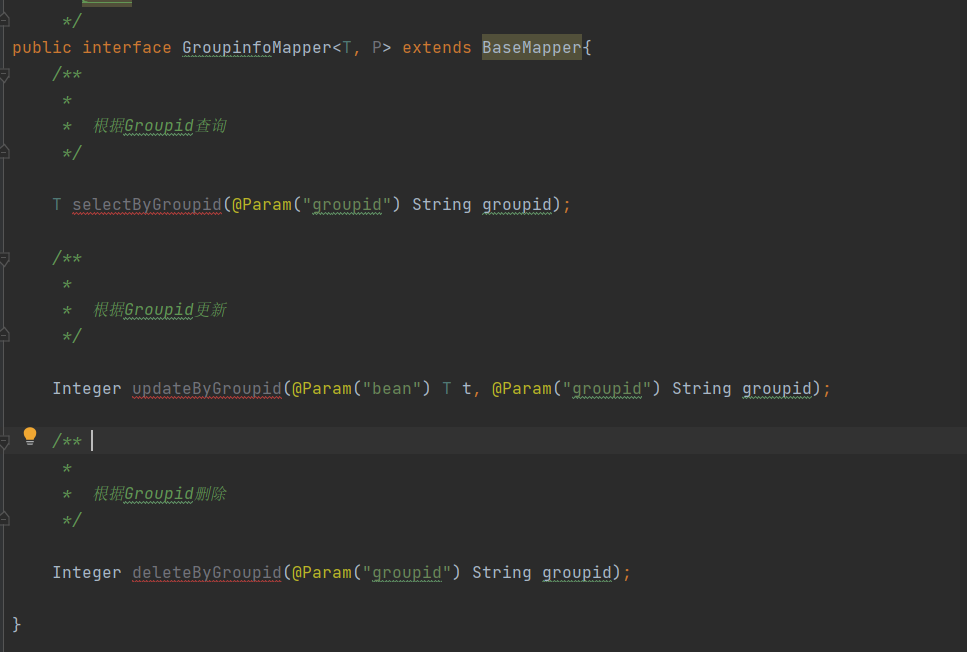 */
public interface GroupinfoMapper<T, P> extends BaseMapper{
/**
*
* 根据Groupid查询
*/
T selectByGroupid(@Param("groupid") String groupid);
/**
*
* 根据Groupid更新
*/
Integer updateByGroupid(@Param("bean") T t, @Param("groupid") String groupid);
/**
*
* 根据Groupid删除
*/
Integer deleteByGroupid(@Param("groupid") String groupid);
}